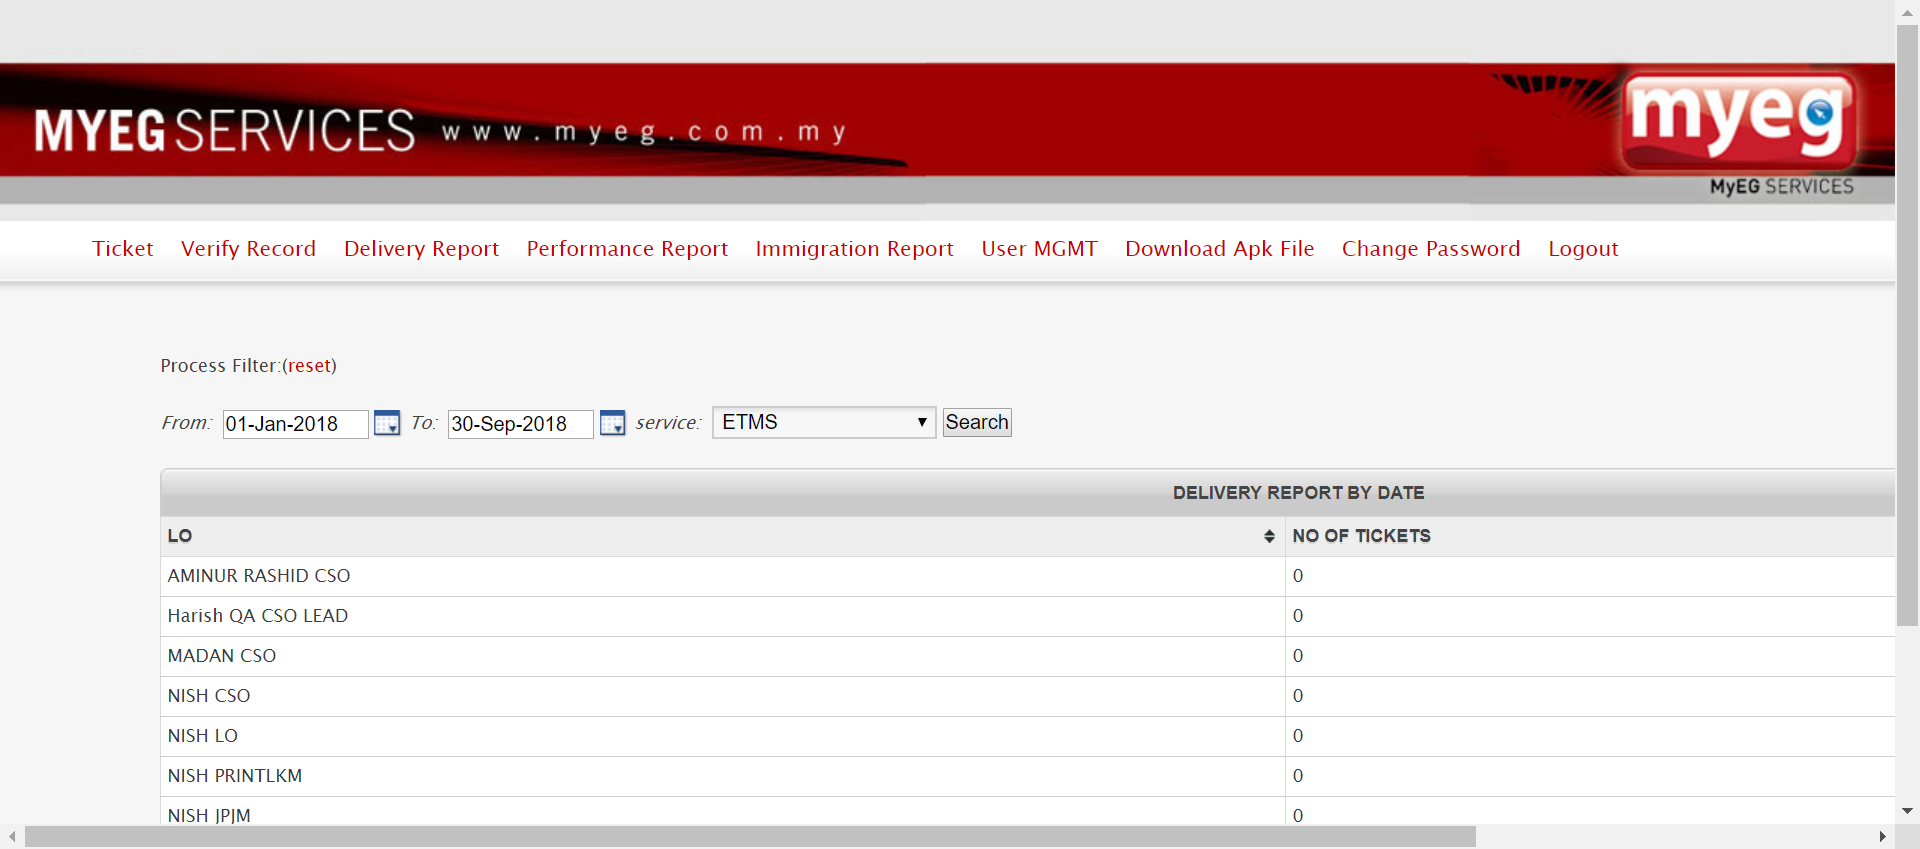 MYEG SERVICES www.myeg.com.my
myeg
MyEG SERVICES
Ticket Verify Record Delivery Report Performance Report Immigration Report User MGMT Download Apk File Change Password Logout
Process Filter:(reset)
From: 01-Jan-2018 To: 30-Sep-2018 service: ETMS Search
DELIVERY REPORT BY DATE
LO NO OF TICKETS
AMINUR RASHID CSO 0
Harish QA CSO LEAD 0
MADAN CSO 0
NISH CSO 0
NISH LO 0
NISH PRINTLKM 0
NISH JPJM 0